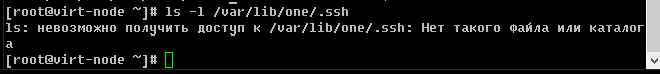 [root@virt-node ~]# ls -l /var/lib/one/.ssh
ls: невозможно получить доступ к /var/lib/one/.ssh: Нет такого файла или каталог
а
[root@virt-node ~]#